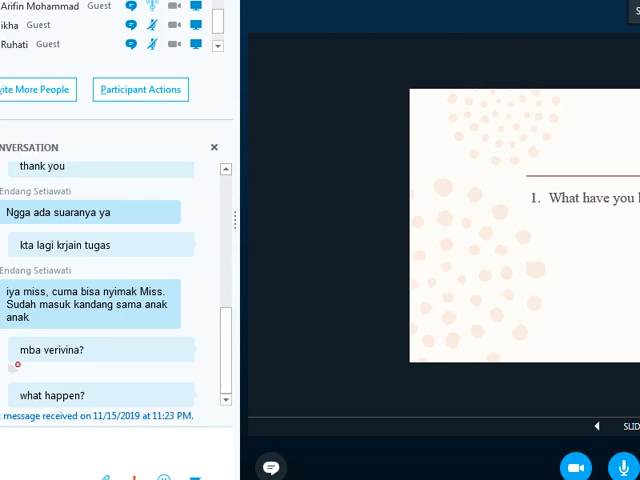 Arifin Mohammad Guest
ikha Guest
Ruhati Guest
vite More People
Participant Actions
NVERSATION
thank you
Endang Setiawati
Ngga ada suaranya ya
kta lagi krjain tugas
Endang Setiawati
iya miss, cuma bisa nyimak Miss.
Sudah masuk kandang sama anak
anak
mba verivina?
what happen?
message received on 11/15/2019 at 11:23 PM.
S
1. What have you l
SLID